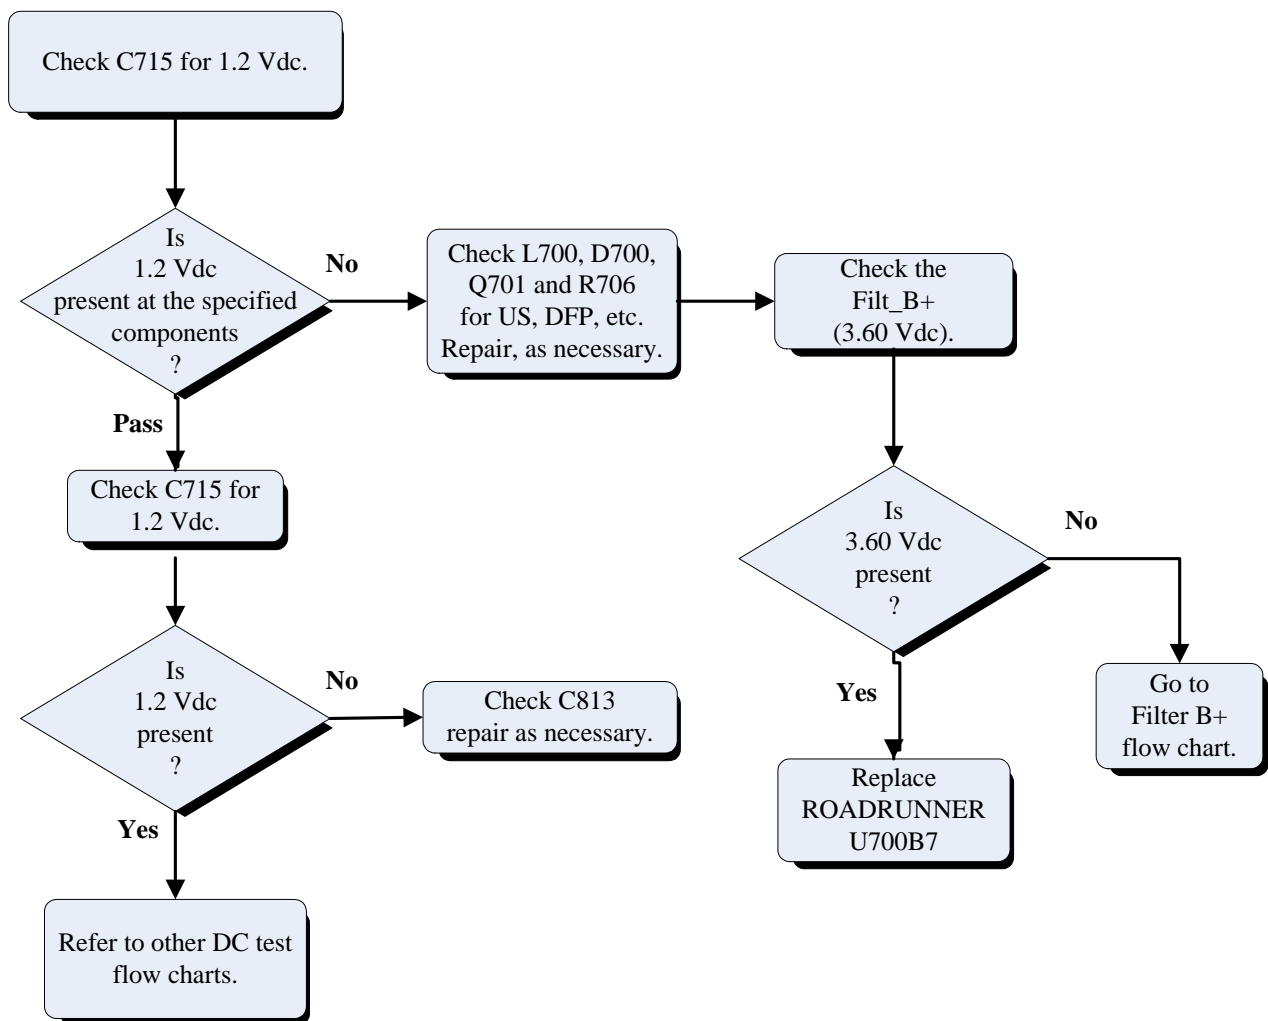 Check C715 for 1.2 Vdc.
Is
1.2 Vdc
present at the specified
components
?
No
Check L700, D700,
Q701 and R706
for US, DFP, etc.
Repair, as necessary.
Check the
Filt_B+
(3.60 Vdc).
Pass
Check C715 for
1.2 Vdc.
Is
3.60 Vdc
present
?
No
Yes
Go to
Filter B+
flow chart.
Is
1.2 Vdc
present
?
No
Check C813
repair as necessary.
Replace
ROADRUNNER
U700B7
Yes
Refer to other DC test
flow charts.